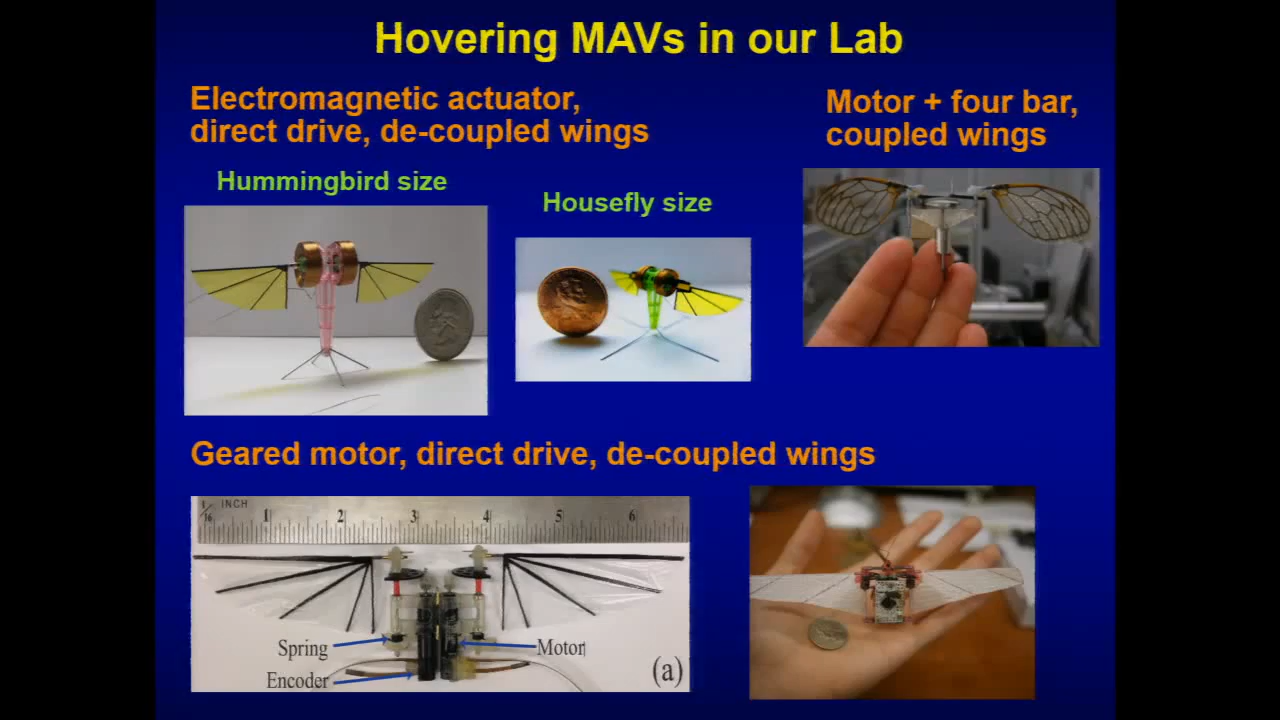 Hovering MAVs in our Lab
Electromagnetic actuator,
direct drive, de-coupled wings
Motor + four bar,
coupled wings
Hummingbird size
Housefly size
Geared motor, direct drive, de-coupled wings
1/16 INCH 1 2 3 4 5 6
Spring
Motor
Encoder
(a)